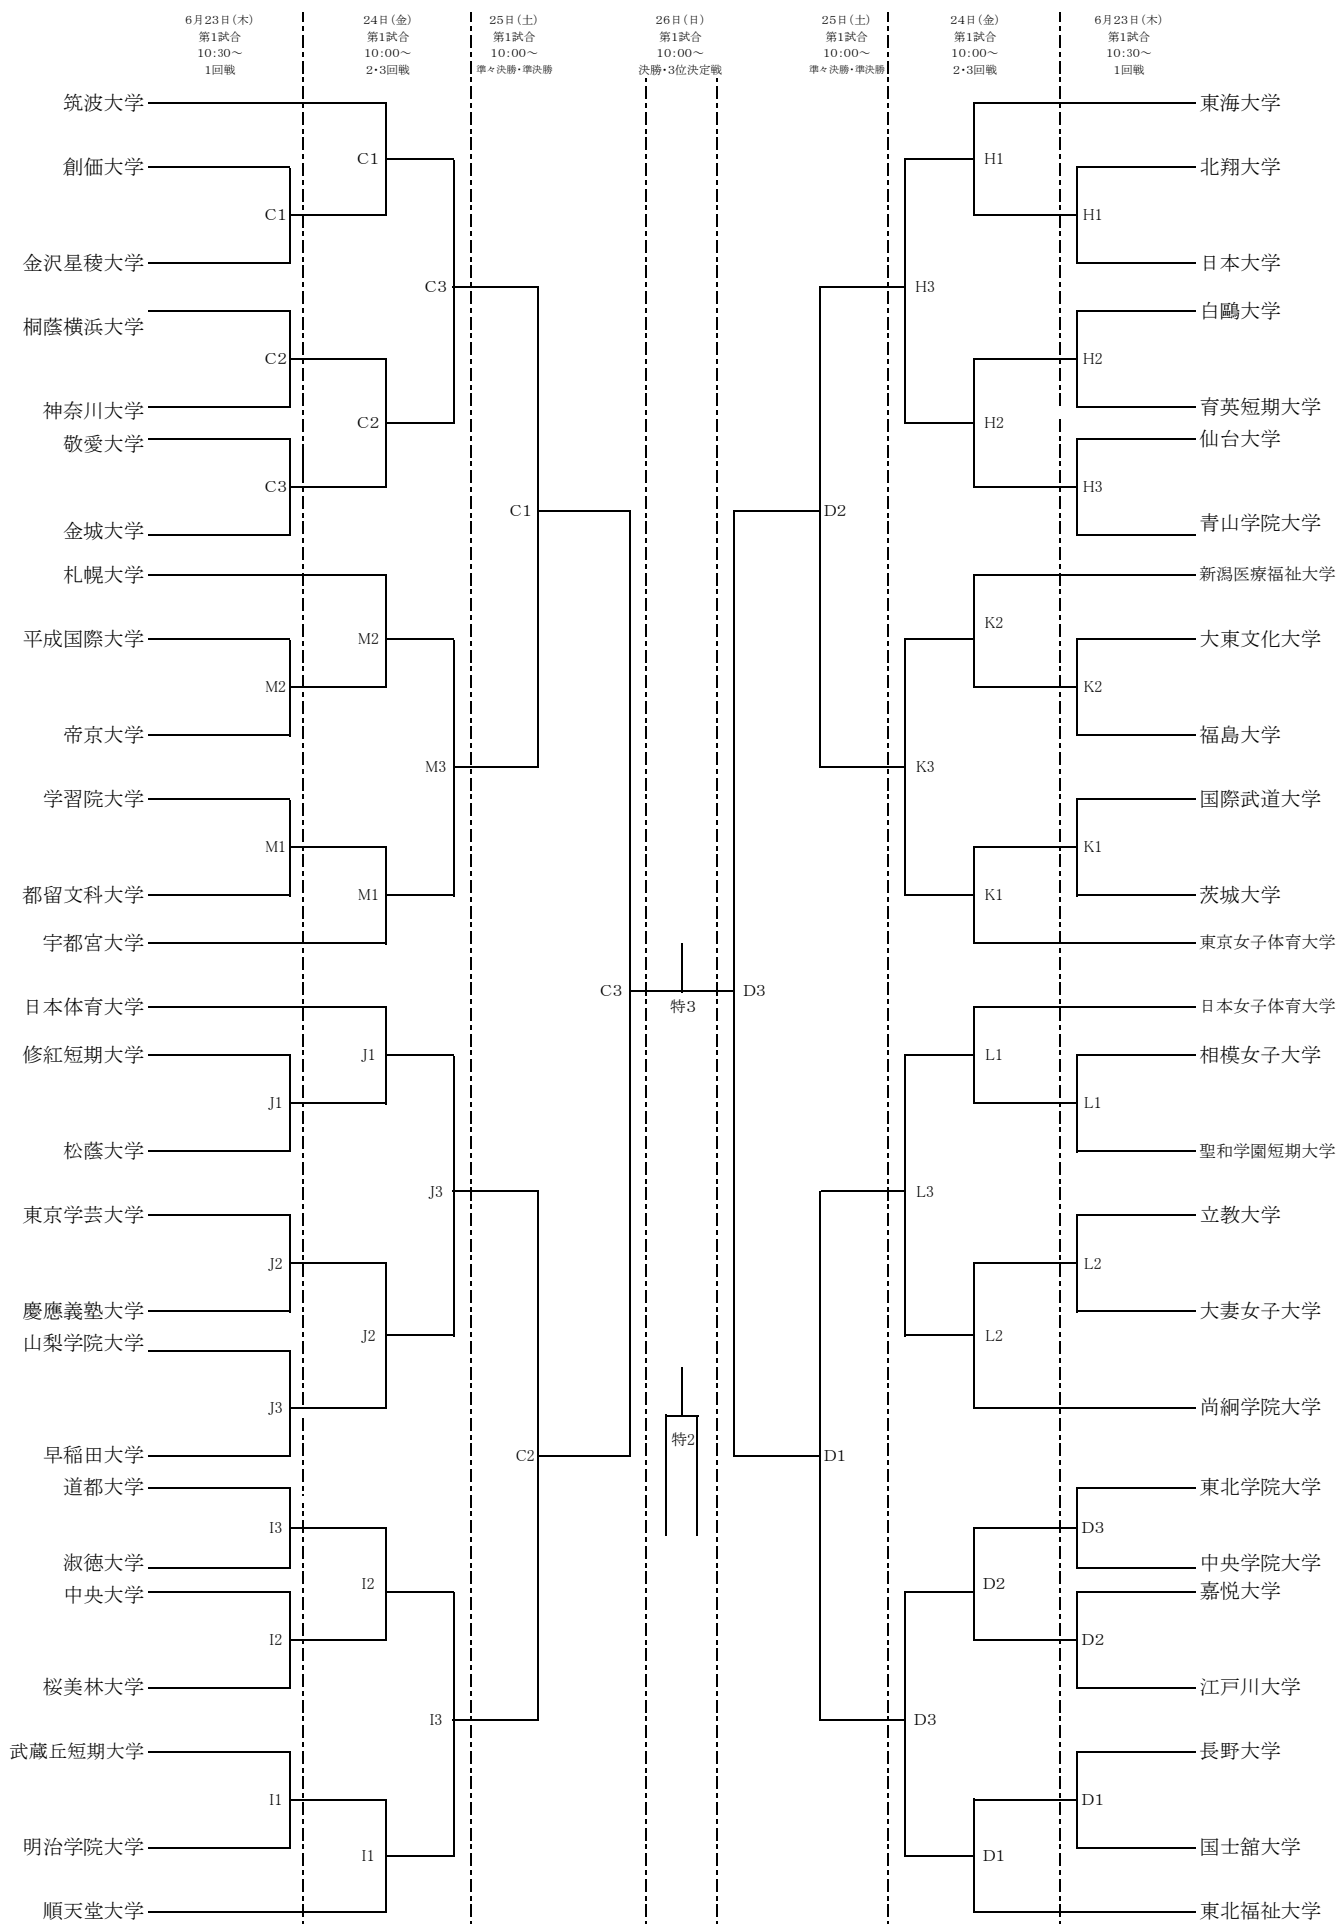 6月23日(木)
第1試合
10:30～
1回戦
24日(金)
第1試合
10:00～
2・3回戦
25日(土)
第1試合
10:00～
準々決勝・準決勝
26日(日)
第1試合
10:00～
決勝・3位決定戦
25日(土)
第1試合
10:00～
準々決勝・準決勝
24日(金)
第1試合
10:00～
2・3回戦
6月23日(木)
第1試合
10:30～
1回戦
筑波大学
創価大学
金沢星稜大学
桐蔭横浜大学
神奈川大学
敬愛大学
金城大学
札幌大学
平成国際大学
帝京大学
学習院大学
都留文科大学
宇都宮大学
日本体育大学
修紅短期大学
松蔭大学
東京学芸大学
慶應義塾大学
山梨学院大学
早稲田大学
道都大学
淑徳大学
中央大学
桜美林大学
武蔵丘短期大学
明治学院大学
順天堂大学
C1
C2
C3
M2
M1
J1
J2
J3
I3
I2
I1
C1
C2
M2
M1
J1
J2
I2
I1
C3
M3
J3
I3
C1
C2
C3
特3
特2
D3
D2
D1
H3
K3
L3
D3
H1
H2
K2
K1
L1
L2
D2
D1
H1
H2
H3
K2
K1
L1
L2
D3
D2
D1
東海大学
北翔大学
日本大学
白鷗大学
育英短期大学
仙台大学
青山学院大学
新潟医療福祉大学
大東文化大学
福島大学
国際武道大学
茨城大学
東京女子体育大学
日本女子体育大学
相模女子大学
聖和学園短期大学
立教大学
大妻女子大学
尚絅学院大学
東北学院大学
中央学院大学
嘉悦大学
江戸川大学
長野大学
国士舘大学
東北福祉大学